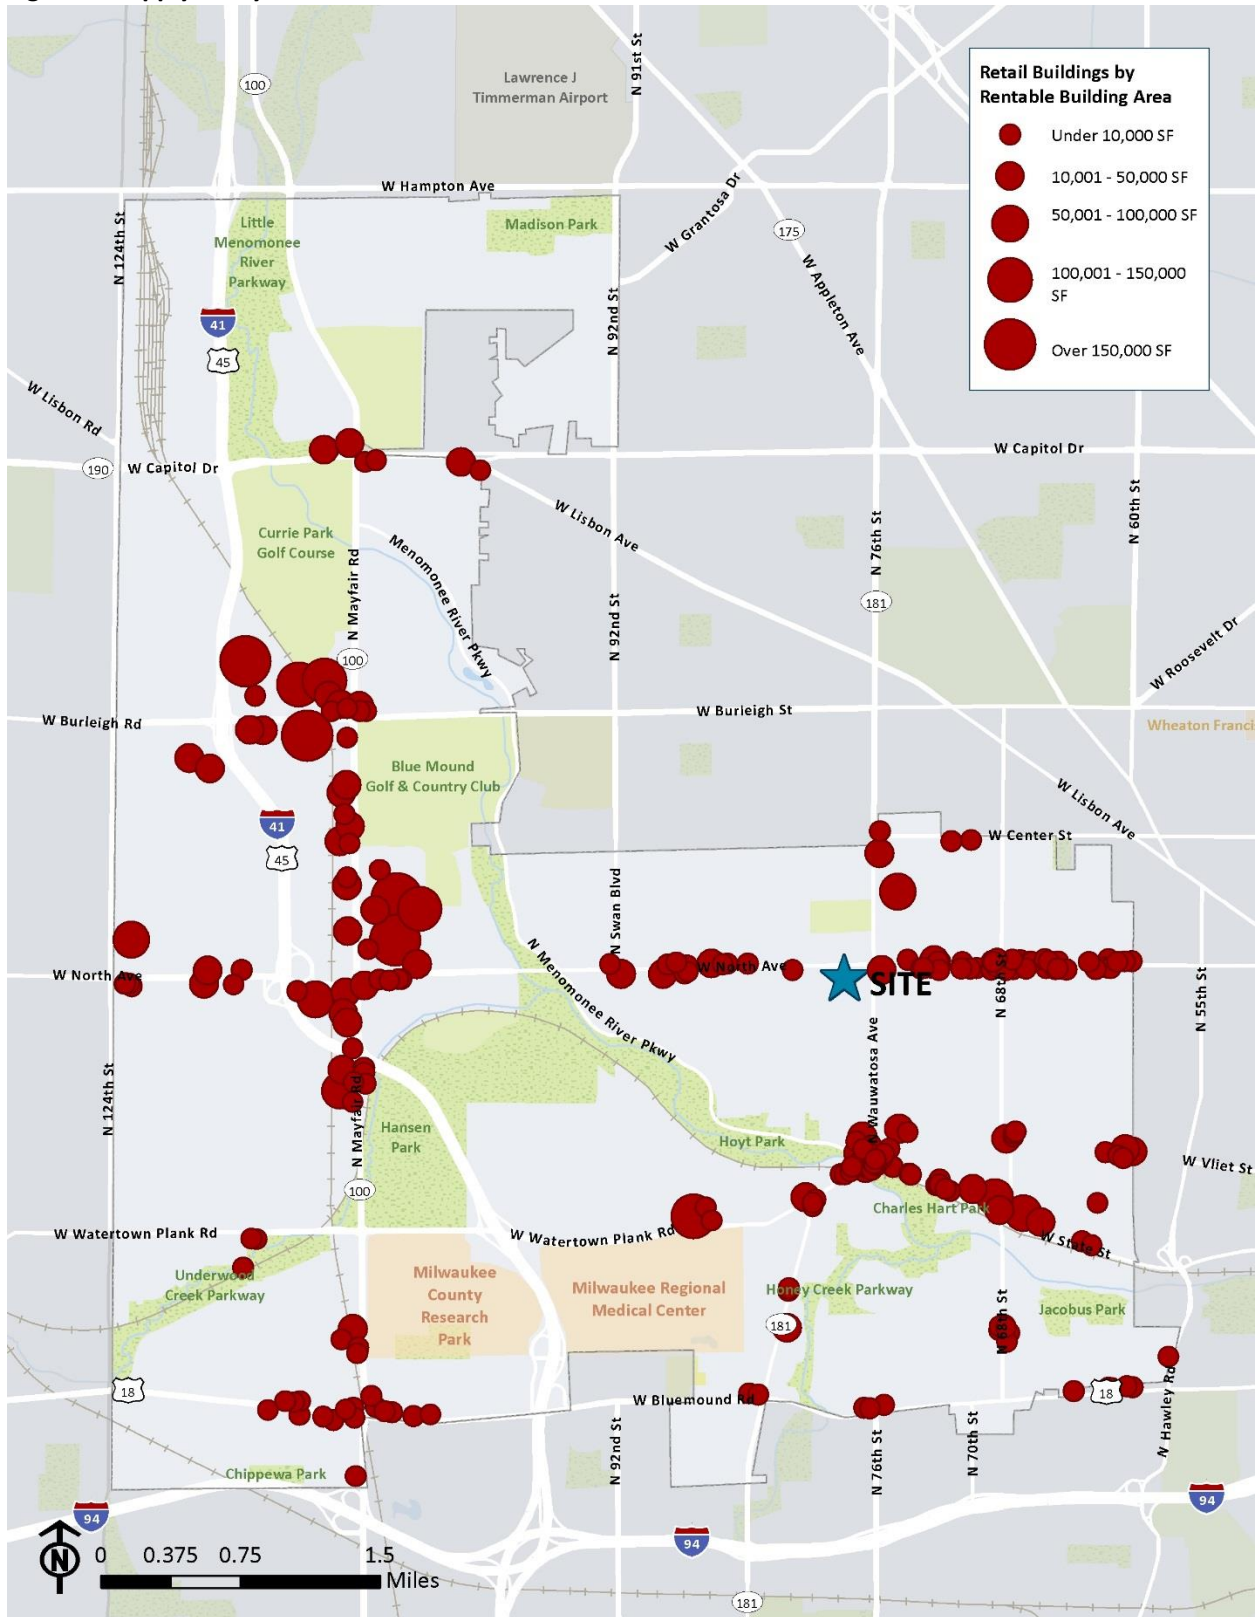 Lawrence J
Timmerman Airport
N 91st St
100
Retail Buildings by
Rentable Building Area
Under 10,000 SF
10,001 - 50,000 SF
50,001 - 100,000 SF
100,001 - 150,000
SF
Over 150,000 SF
W Hampton Ave
N 124th St
Little
Menomonee
River
Parkway
Madison Park
W Grantosa Dr
175
W Appleton Ave
41
45
N 92nd St
W Lisbon Rd
190
W Capitol Dr
W Capitol Dr
W Lisbon Ave
N 76th St
N 60th St
Currie Park
Golf Course
N Mayfair Rd
Menomonee River Pkwy
N 92nd St
181
W Roosevelt Dr
100
W Burleigh Rd
W Burleigh St
Wheaton Franci
Blue Mound
Golf & Country Club
W Lisbon Ave
41
45
W Center St
N Swan Blvd
W North Ave
W North Ave
SITE
N 68th St
N 55th St
N Menomonee River Pkwy
N Wauwatosa Ave
N 124th St
N Mayfair Rd
Hansen
Park
Hoyt Park
W Vliet St
100
Charles Hart Park
W Watertown Plank Rd
W Watertown Plank Rd
W State St
Underwood
Creek Parkway
Milwaukee
County
Research
Park
Milwaukee Regional
Medical Center
Honey Creek Parkway
181
N 68th St
Jacobus Park
18
W Bluemound Rd
18
N Hawley Rd
N 92nd St
N 76th St
N 70th St
Chippewa Park
94
94
94
N
0 0.375 0.75 1.5
Miles
181